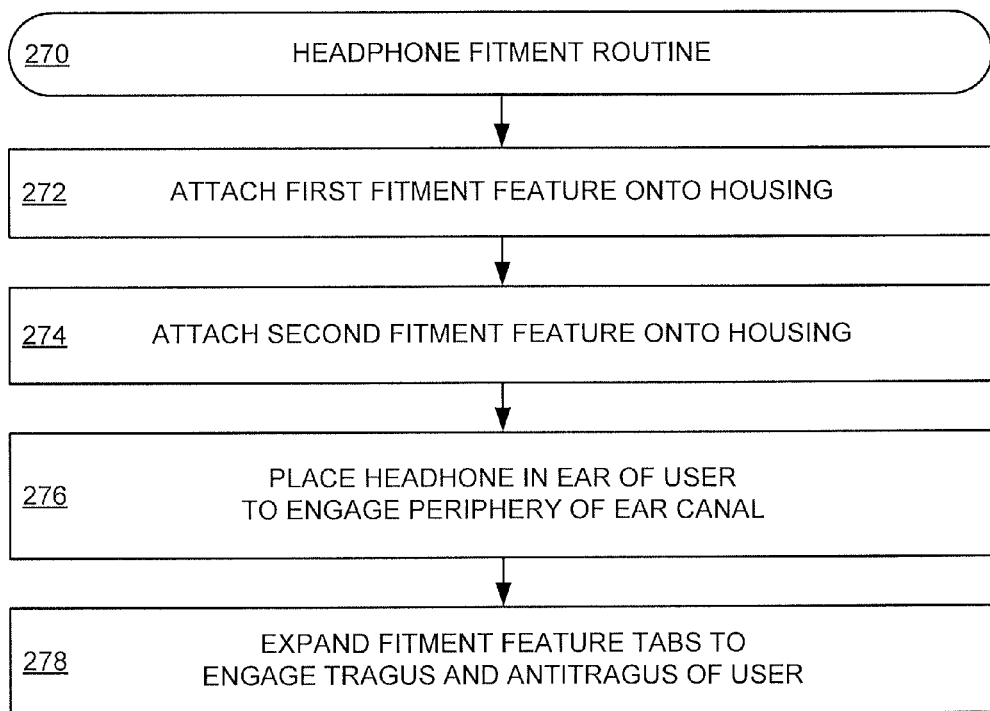 270 HEADPHONE FITMENT ROUTINE
272 ATTACH FIRST FITMENT FEATURE ONTO HOUSING
274 ATTACH SECOND FITMENT FEATURE ONTO HOUSING
276 PLACE HEADHONE IN EAR OF USER
TO ENGAGE PERIPHERY OF EAR CANAL
278 EXPAND FITMENT FEATURE TABS TO
ENGAGE TRAGUS AND ANTITRAGUS OF USER